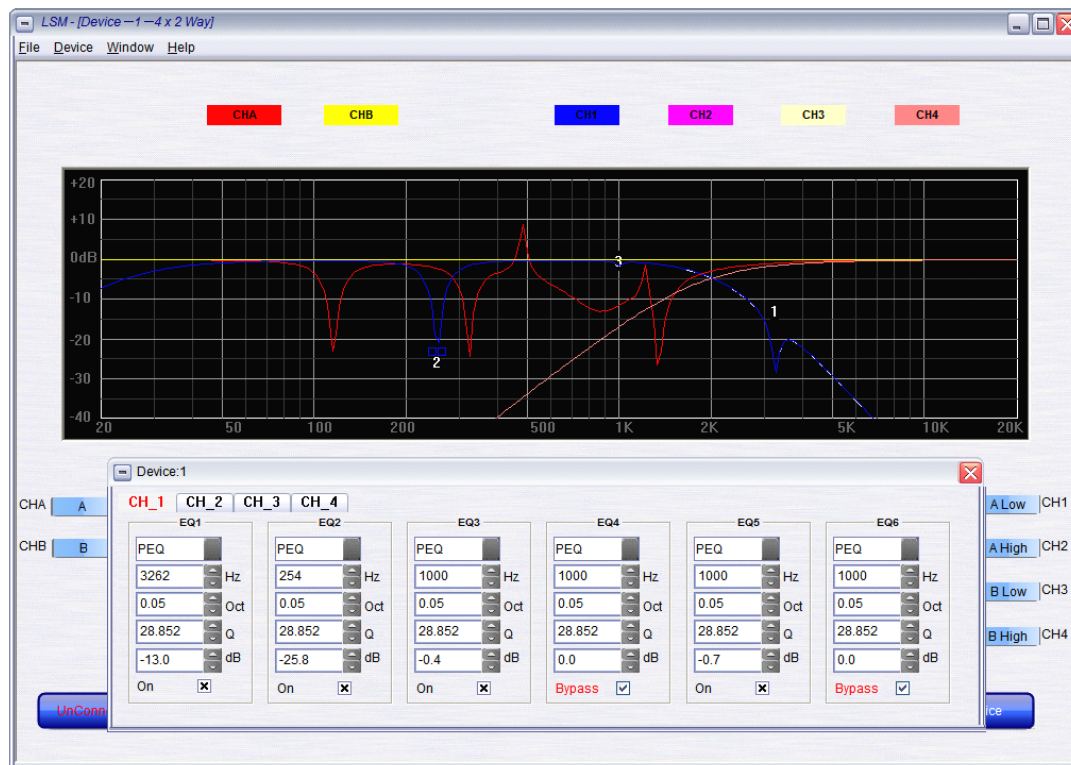 LSM - [Device－1－4 x 2 Way]
File Device Window Help
CHA CHB CH1 CH2 CH3 CH4
+20
+10
0dB
-10
-20
-30
-40
3
1
2
20 50 100 200 500 1K 2K 5K 10K 20K
Device:1
CHA A
CHB B
A Low CH1
A High CH2
B Low CH3
B High CH4
CH_1 CH_2 CH_3 CH_4
EQ1 EQ2 EQ3 EQ4 EQ5 EQ6
PEQ PEQ PEQ PEQ PEQ PEQ
3262 Hz 254 Hz 1000 Hz 1000 Hz 1000 Hz 1000 Hz
0.05 Oct 0.05 Oct 0.05 Oct 0.05 Oct 0.05 Oct 0.05 Oct
28.852 Q 28.852 Q 28.852 Q 28.852 Q 28.852 Q 28.852 Q
-13.0 dB -25.8 dB -0.4 dB 0.0 dB -0.7 dB 0.0 dB
On On On Bypass On Bypass
UnConn ice